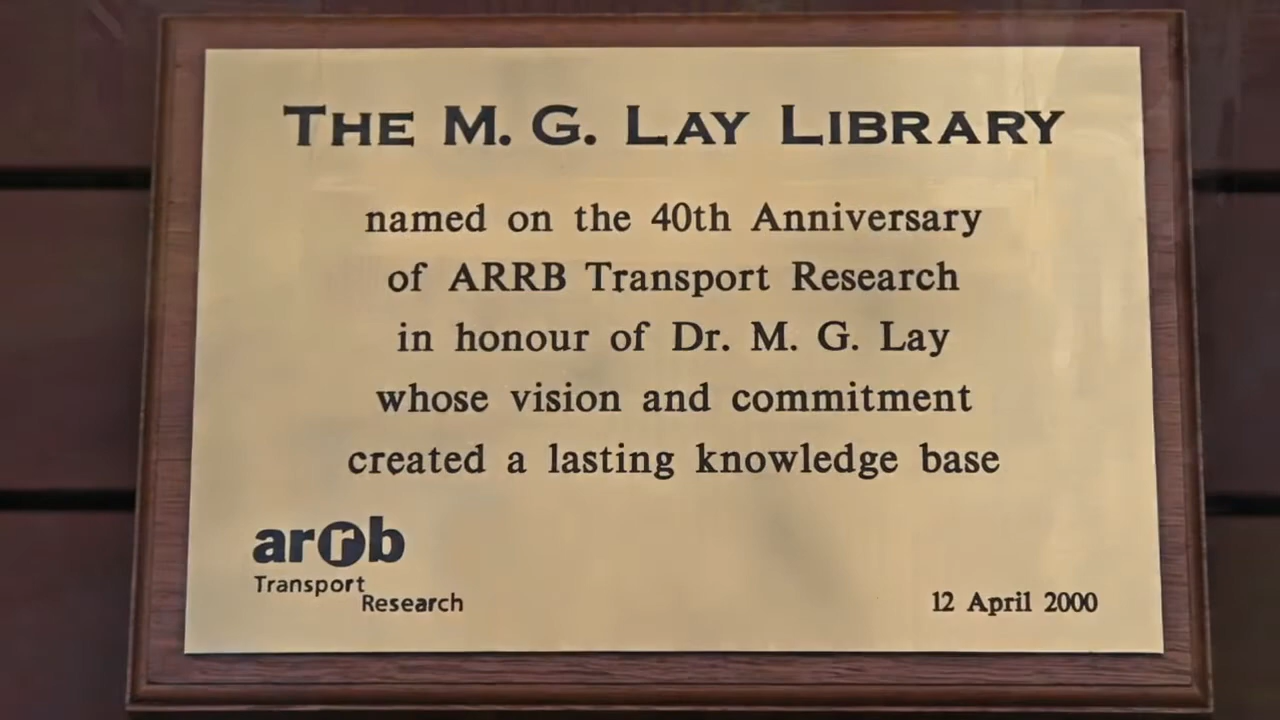 THE M. G. LAY LIBRARY
named on the 40th Anniversary
of ARRB Transport Research
in honour of Dr. M. G. Lay
whose vision and commitment
created a lasting knowledge base
arrb
Transport
Research
12 April 2000